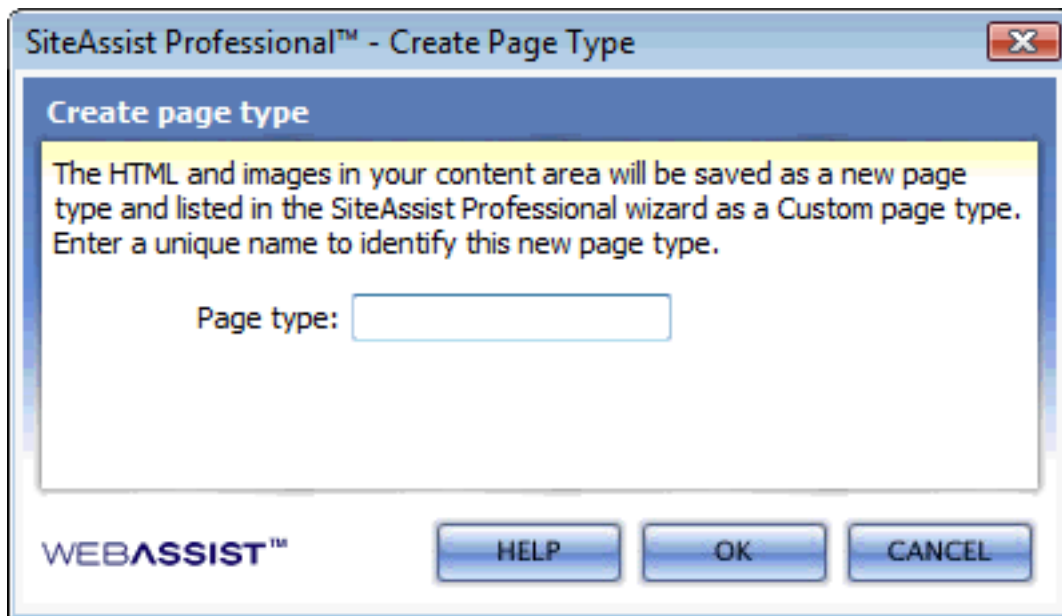 SiteAssist Professional™ - Create Page Type
Create page type
The HTML and images in your content area will be saved as a new page
type and listed in the SiteAssist Professional wizard as a Custom page type.
Enter a unique name to identify this new page type.
Page type:
WEBASSIST™
HELP
OK
CANCEL